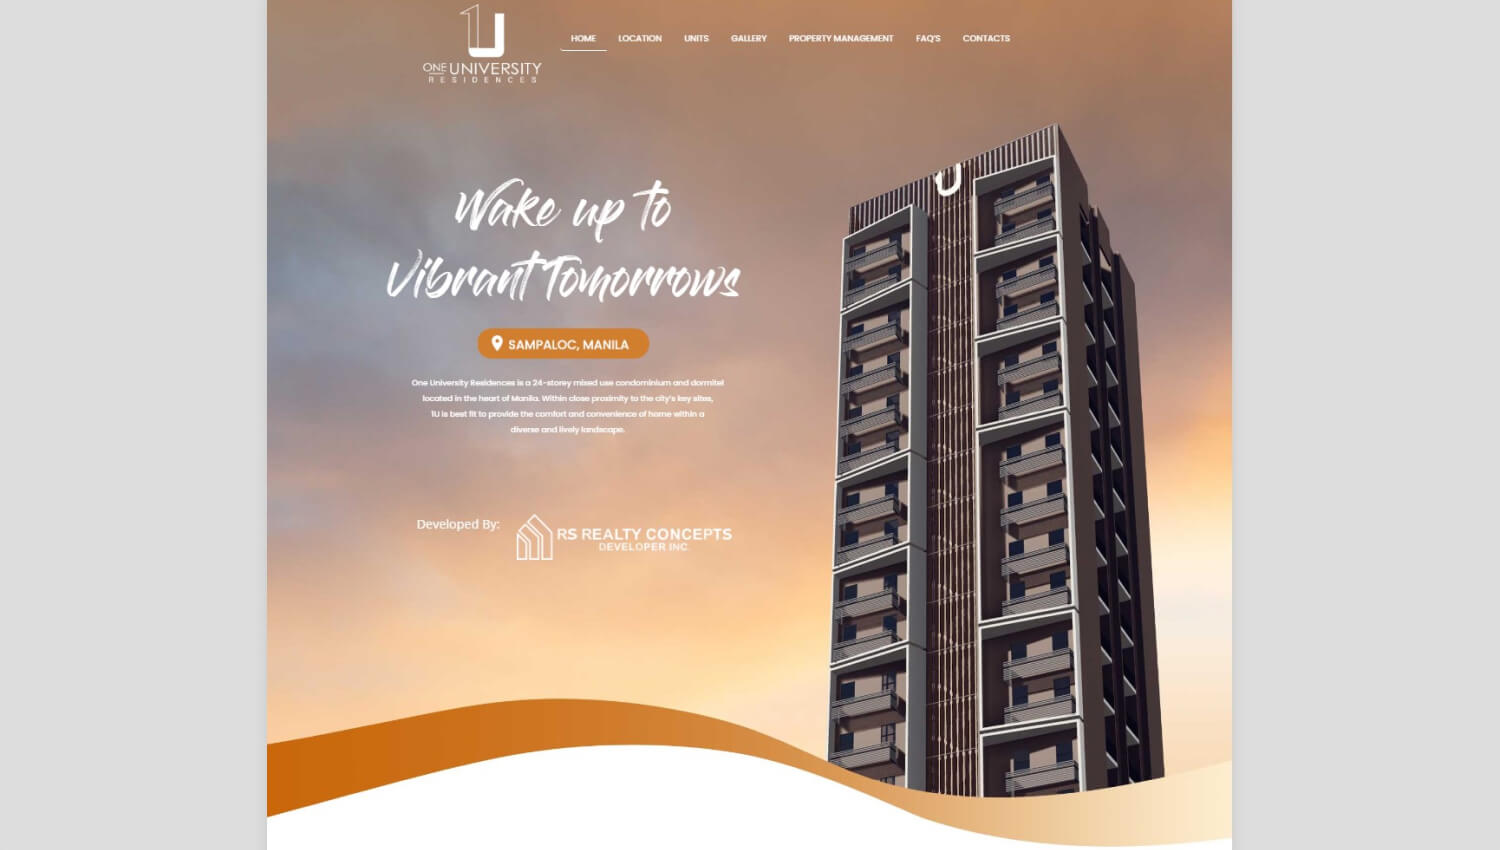 1U
ONE UNIVERSITY
RESIDENCES
HOME LOCATION UNITS GALLERY PROPERTY MANAGEMENT FAQ'S CONTACTS
Wake up to
Vibrant Tomorrows
SAMPALOC, MANILA
One University Residences is a 24-storey mixed use condominium and dormitel
located in the heart of Manila. Within close proximity to the city's key sites,
1U is best fit to provide the comfort and convenience of home within a
diverse and lively landscape.
Developed By:
RS REALTY CONCEPTS
DEVELOPER INC.
U